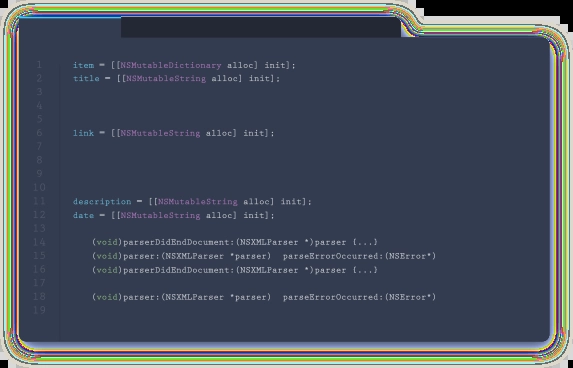 1 item = [[NSMutableDictionary alloc] init];
2 title = [[NSMutableString alloc] init];
3
4
5
6 link = [[NSMutableString alloc] init];
7
8
9
10
11 description = [[NSMutableString alloc] init];
12 date = [[NSMutableString alloc] init];
13
14 (void)parserDidEndDocument:(NSXMLParser *)parser {...}
15 (void)parser:(NSXMLParser *parser) parseErrorOccurred:(NSError*)
16 (void)parserDidEndDocument:(NSXMLParser *)parser {...}
17
18 (void)parser:(NSXMLParser *parser) parseErrorOccurred:(NSError*)
19